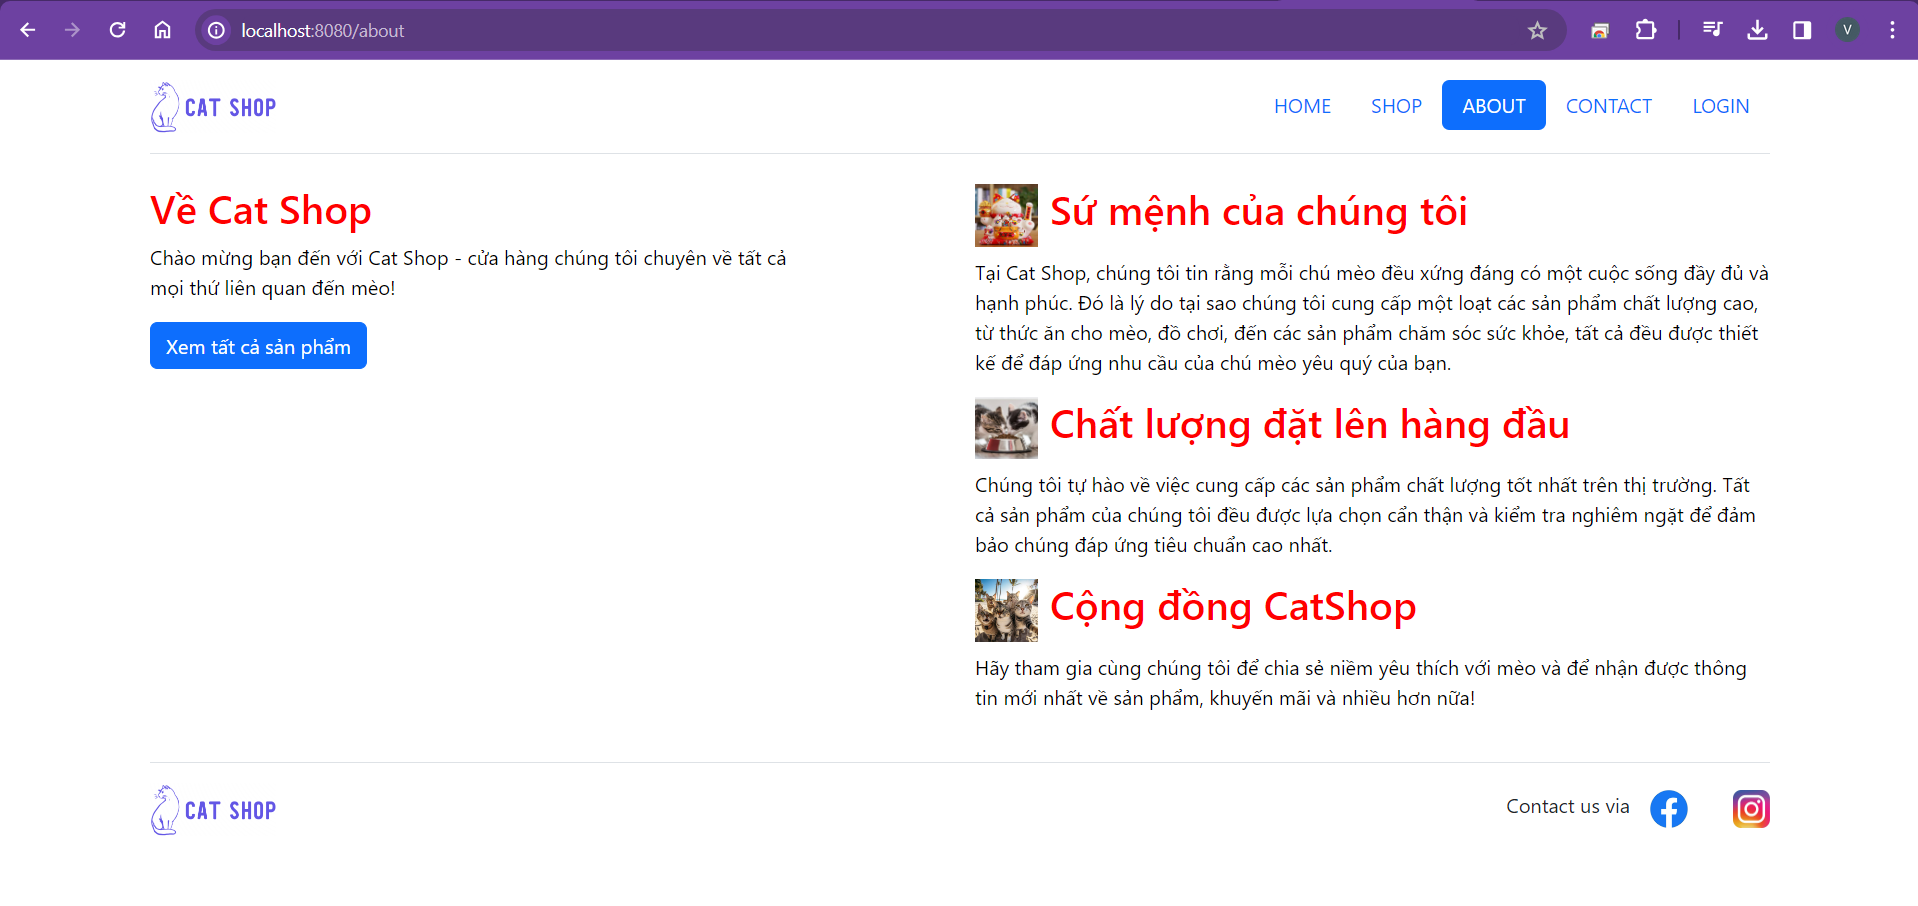 localhost:8080/about
V
CAT SHOP
HOME
SHOP
ABOUT
CONTACT
LOGIN
Về Cat Shop
Chào mừng bạn đến với Cat Shop - cửa hàng chúng tôi chuyên về tất cả
mọi thứ liên quan đến mèo!
Xem tất cả sản phẩm
Sứ mệnh của chúng tôi
Tại Cat Shop, chúng tôi tin rằng mỗi chú mèo đều xứng đáng có một cuộc sống đầy đủ và
hạnh phúc. Đó là lý do tại sao chúng tôi cung cấp một loạt các sản phẩm chất lượng cao,
từ thức ăn cho mèo, đồ chơi, đến các sản phẩm chăm sóc sức khỏe, tất cả đều được thiết
kế để đáp ứng nhu cầu của chú mèo yêu quý của bạn.
Chất lượng đặt lên hàng đầu
Chúng tôi tự hào về việc cung cấp các sản phẩm chất lượng tốt nhất trên thị trường. Tất
cả sản phẩm của chúng tôi đều được lựa chọn cẩn thận và kiểm tra nghiêm ngặt để đảm
bảo chúng đáp ứng tiêu chuẩn cao nhất.
Cộng đồng CatShop
Hãy tham gia cùng chúng tôi để chia sẻ niềm yêu thích với mèo và để nhận được thông
tin mới nhất về sản phẩm, khuyến mãi và nhiều hơn nữa!
CAT SHOP
Contact us via